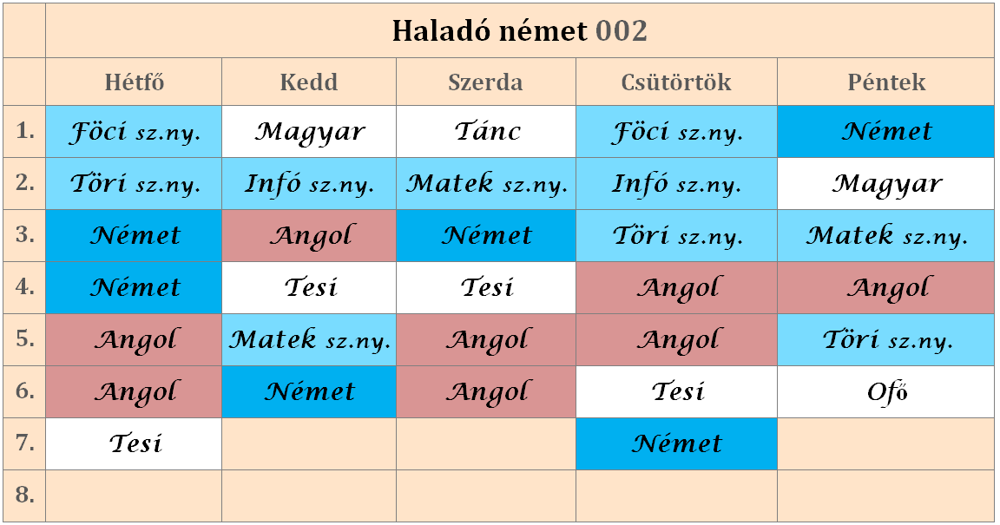 Haladó német 002
Hétfő Kedd Szerda Csütörtök Péntek
1. Föci sz.ny. Magyar Tánc Föci sz.ny. Német
2. Töri sz.ny. Infó sz.ny. Matek sz.ny. Infó sz.ny. Magyar
3. Német Angol Német Töri sz.ny. Matek sz.ny.
4. Német Tesi Tesi Angol Angol
5. Angol Matek sz.ny. Angol Angol Töri sz.ny.
6. Angol Német Angol Tesi Ofő
7. Tesi Német
8.